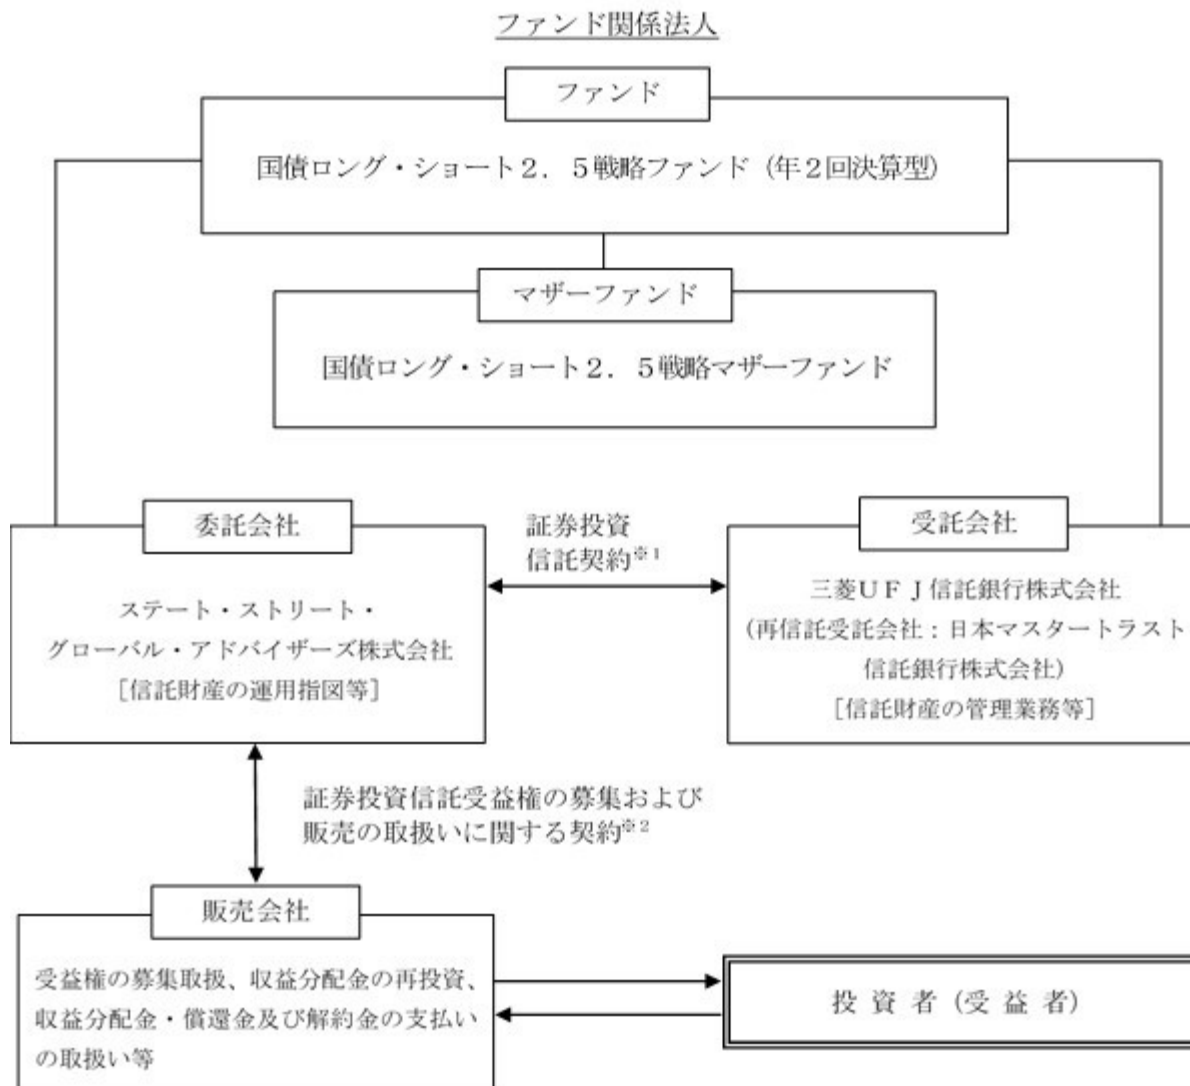 ファンド関係法人
ファンド
国債ロング・ショート２．５戦略ファンド（年２回決算型）
マザーファンド
国債ロング・ショート２．５戦略マザーファンド
委託会社
ステート・ストリート・
グローバル・アドバイザーズ株式会社
［信託財産の運用指図等］
証券投資
信託契約※1
受託会社
三菱ＵＦＪ信託銀行株式会社
(再信託受託会社：日本マスタートラスト
信託銀行株式会社)
［信託財産の管理業務等］
証券投資信託受益権の募集および
販売の取扱いに関する契約※2
販売会社
受益権の募集取扱、収益分配金の再投資、
収益分配金・償還金及び解約金の支払い
の取扱い等
投 資 者（受 益 者）